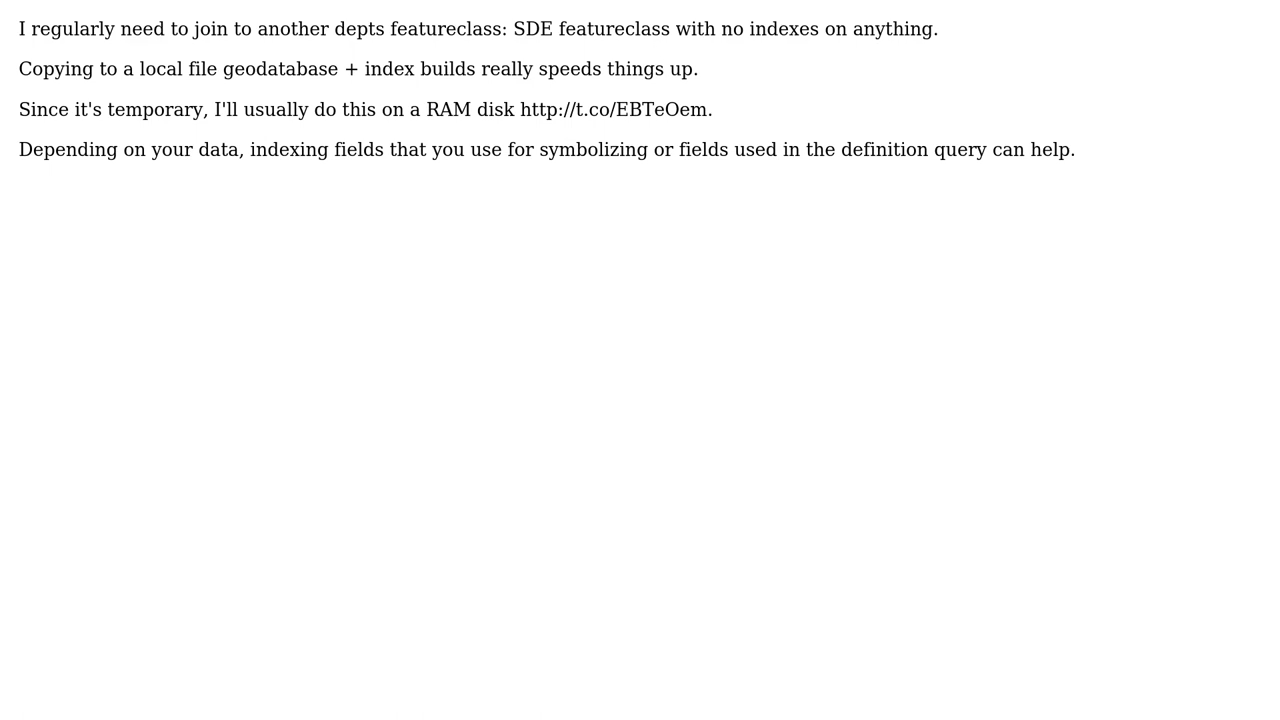 I regularly need to join to another depts featureclass: SDE featureclass with no indexes on anything.
Copying to a local file geodatabase + index builds really speeds things up.
Since it's temporary, I'll usually do this on a RAM disk http://t.co/EBTeOem.
Depending on your data, indexing fields that you use for symbolizing or fields used in the definition query can help.